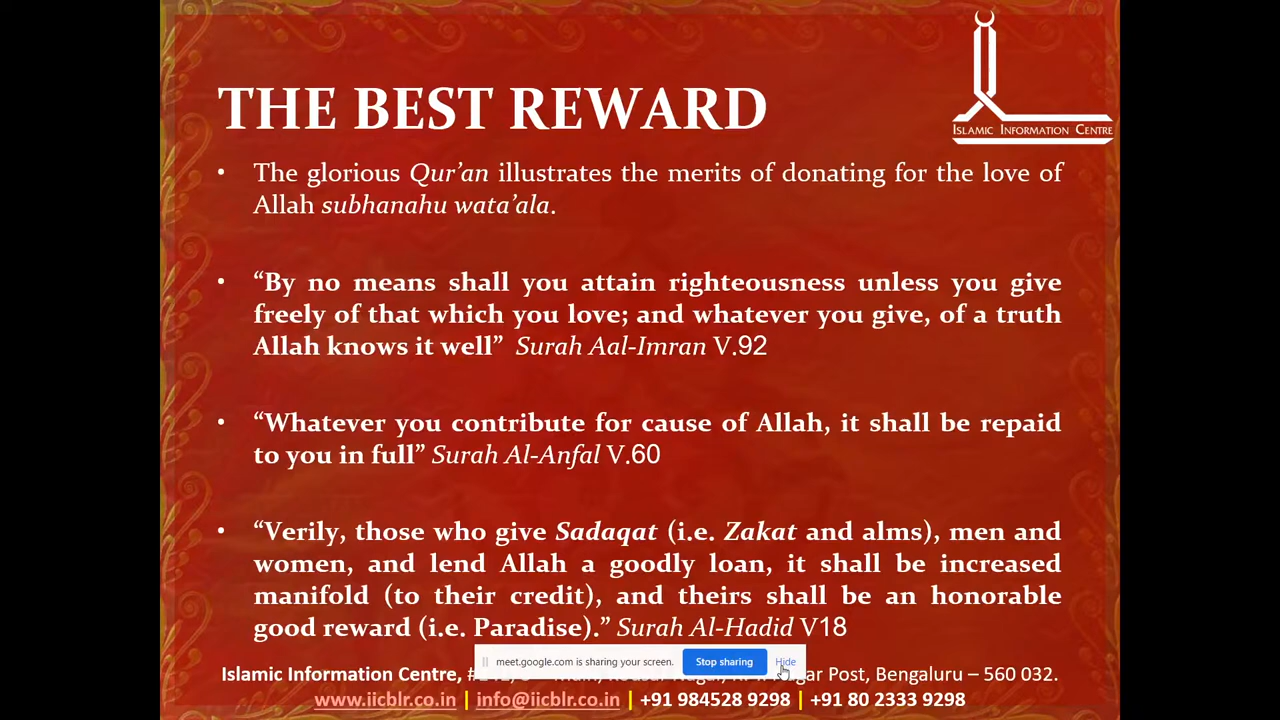 THE BEST REWARD
ISLAMIC INFORMATION CENTRE
• The glorious Qur’an illustrates the merits of donating for the love of
Allah subhanahu wata’ala.
• “By no means shall you attain righteousness unless you give
freely of that which you love; and whatever you give, of a truth
Allah knows it well” Surah Aal-Imran V.92
• “Whatever you contribute for cause of Allah, it shall be repaid
to you in full” Surah Al-Anfal V.60
• “Verily, those who give Sadaqat (i.e. Zakat and alms), men and
women, and lend Allah a goodly loan, it shall be increased
manifold (to their credit), and theirs shall be an honorable
good reward (i.e. Paradise).” Surah Al-Hadid V18
meet.google.com is sharing your screen. Stop sharing Hide
Islamic Information Centre, Post, Bengaluru – 560 032.
www.iicblr.co.in | info@iicblr.co.in | +91 984528 9298 | +91 80 2333 9298